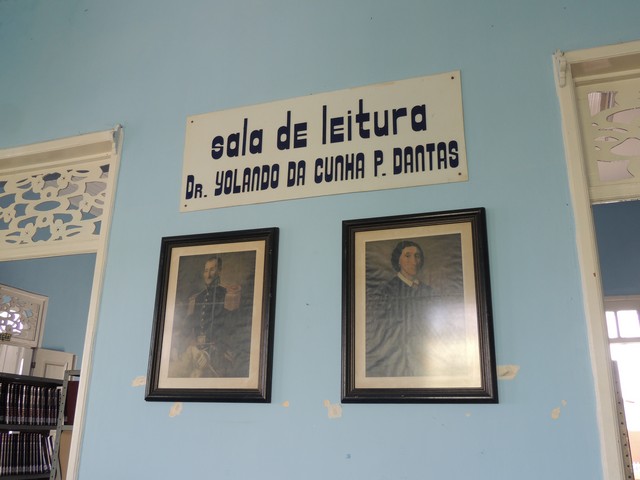 sala de leitura
DR. YOLANDO DA CUNHA P. DANTAS